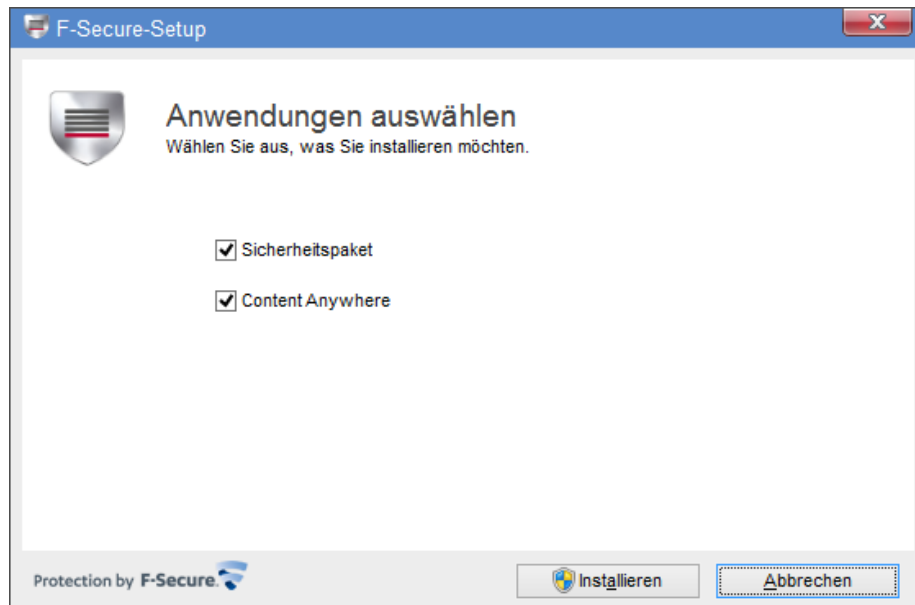 F-Secure-Setup
Anwendungen auswählen
Wählen Sie aus, was Sie installieren möchten.
Sicherheitspaket
Content Anywhere
Protection by F-Secure.
Installieren
Abbrechen